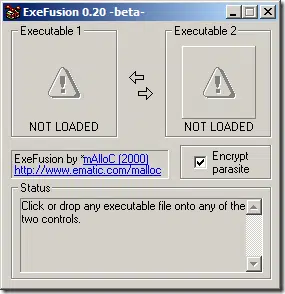 ExeFusion 0.20 -beta-
Executable 1
Executable 2
NOT LOADED
NOT LOADED
ExeFusion by *mAlloC (2000)
http://www.ematic.com/malloc
Encrypt
parasite
Status
Click or drop any executable file onto any of the
two controls.